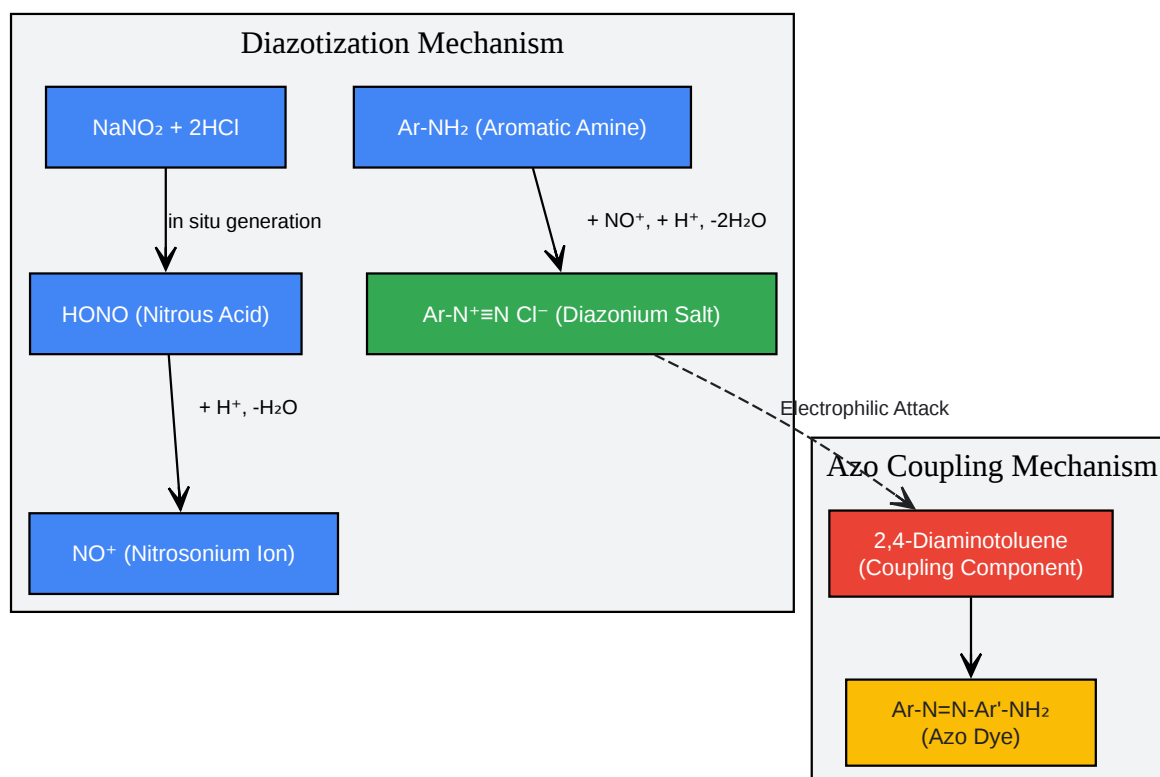 Diazotization Mechanism
NaNO₂ + 2HCl
Ar-NH₂ (Aromatic Amine)
in situ generation
+ NO⁺, + H⁺, -2H₂O
HONO (Nitrous Acid)
Ar-N⁺≡N Cl⁻ (Diazonium Salt)
+ H⁺, -H₂O
Electrophilic Attack
Azo Coupling Mechanism
NO⁺ (Nitrosonium Ion)
2,4-Diaminotoluene
(Coupling Component)
Ar-N=N-Ar'-NH₂
(Azo Dye)